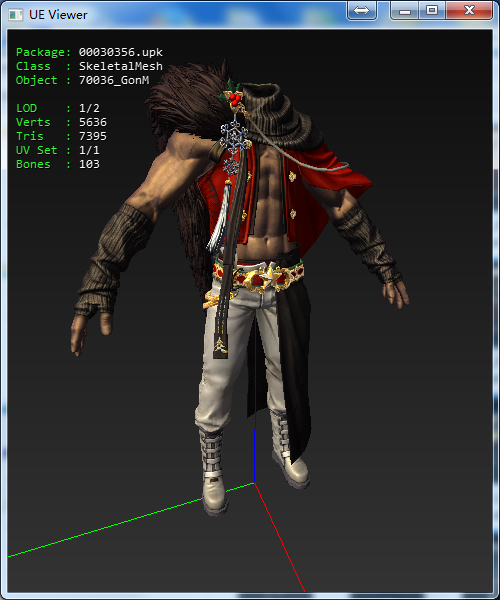 UE Viewer
Package: 00030356.upk
Class : SkeletalMesh
Object : 70036_GonM
LOD : 1/2
Verts : 5636
Tris : 7395
UV Set : 1/1
Bones : 103